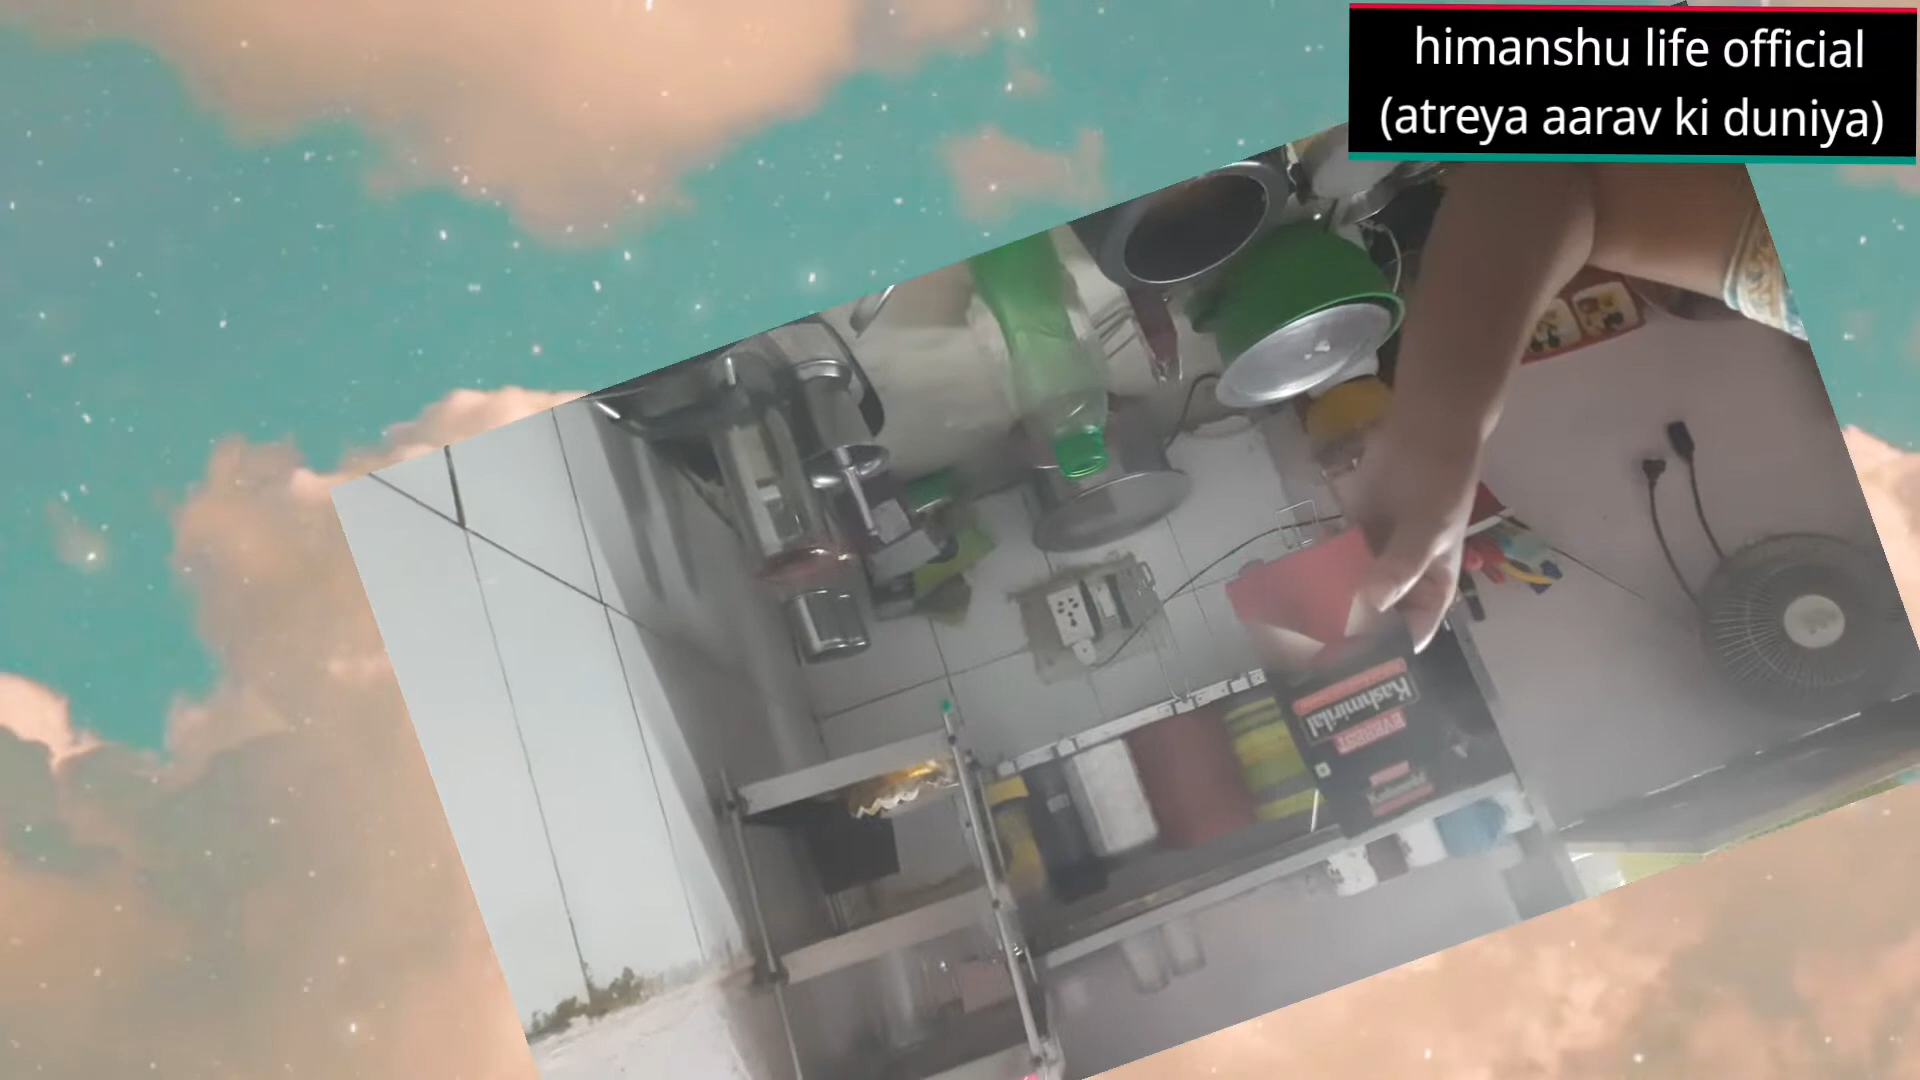 himanshu life official
(atreya aarav ki duniya)
Kashmirilal
EVEREST